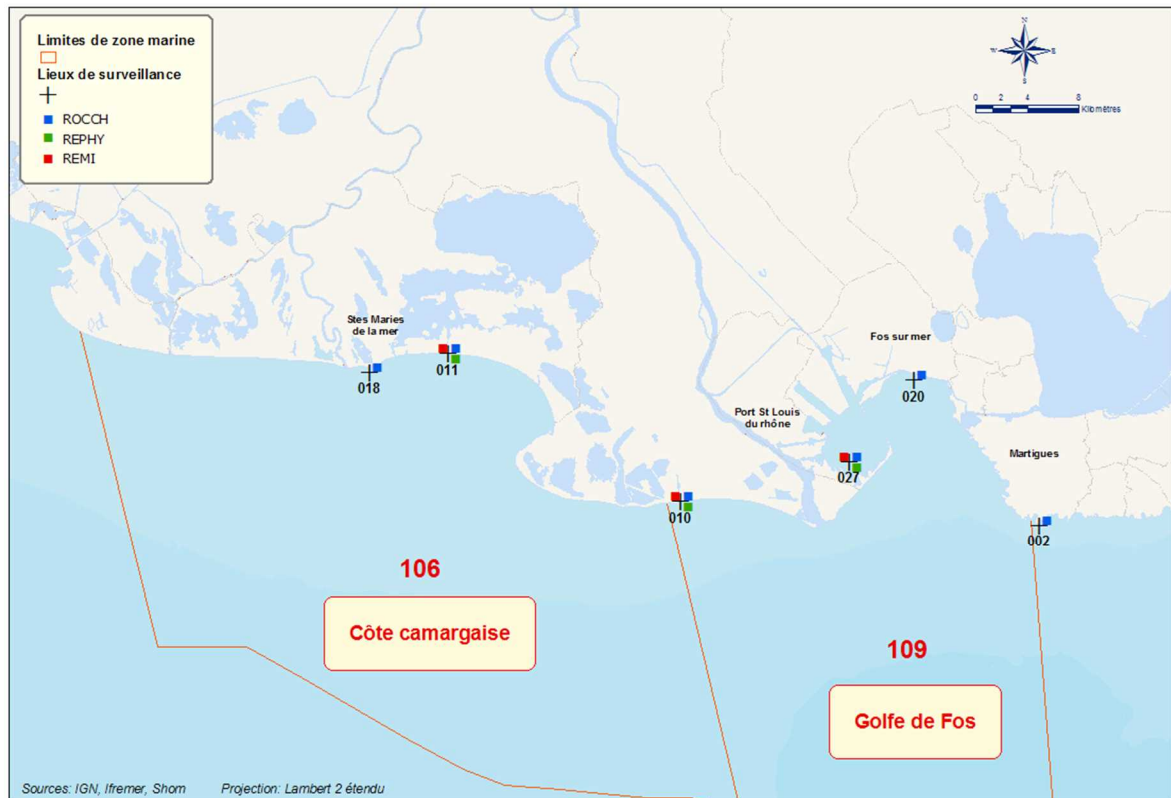 Limites de zone marine
Lieux de surveillance
ROCCH
REPHY
REMI
N
W
E
S
0 2 4 8
Kilomètres
Stes Maries
de la mer
Fos sur mer
011
018
020
Port St Louis
du rhône
Martigues
027
010
002
106
Côte camargaise
109
Golfe de Fos
Sources: IGN, Ifremer, Shom Projection: Lambert 2 étendu